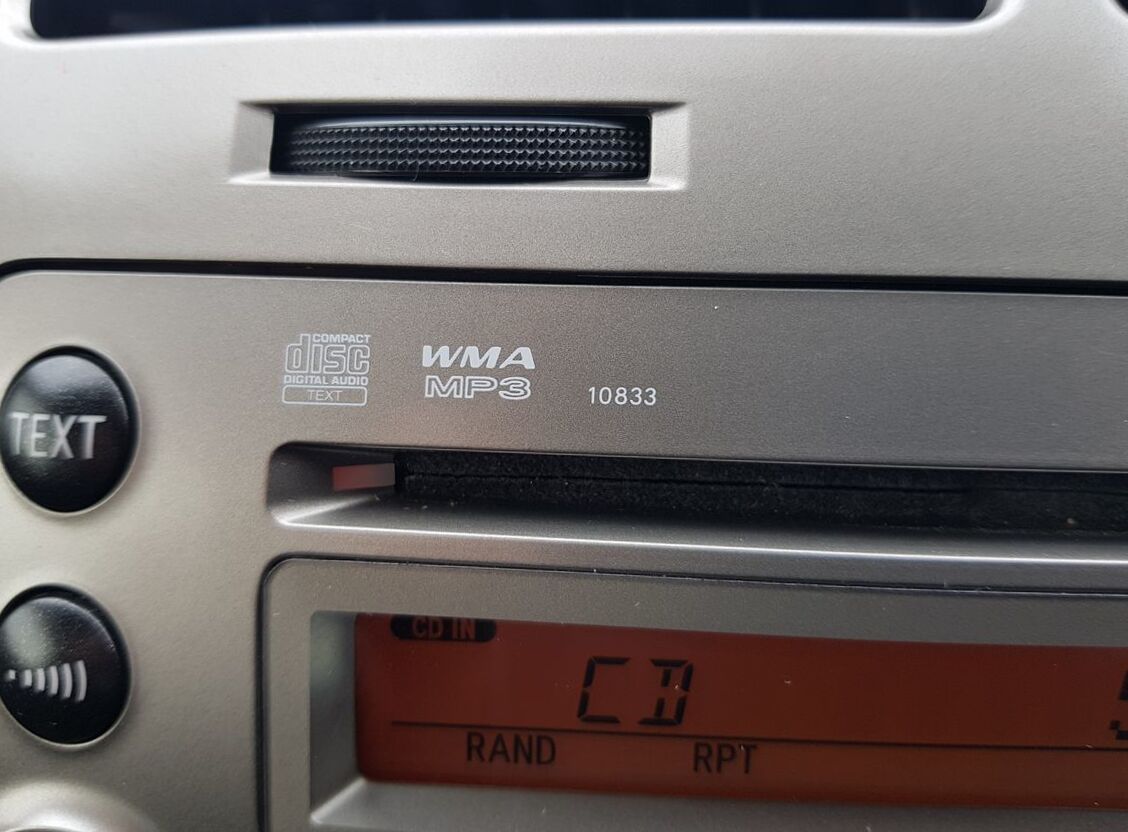 COMPACT
disc
DIGITAL AUDIO
TEXT
WMA
MP3
10833
TEXT
CD IN
CD
RAND RPT